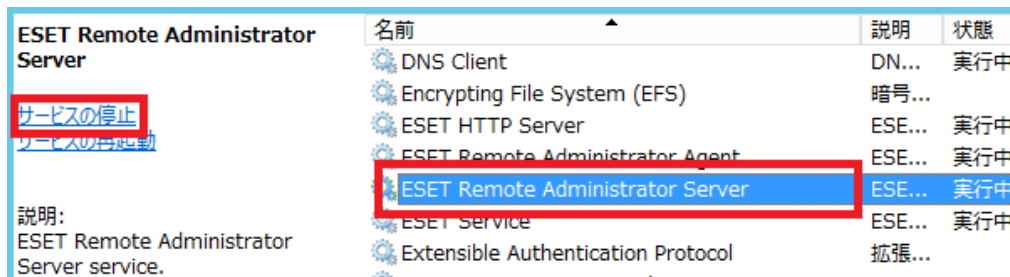 ESET Remote Administrator
Server
サービスの停止
サービスの再起動
説明:
ESET Remote Administrator
Server service.
名前 説明 状態
DNS Client DN... 実行中
Encrypting File System (EFS) 暗号...
ESET HTTP Server ESE... 実行中
ESET Remote Administrator Agent ESE... 実行中
ESET Remote Administrator Server ESE... 実行中
ESET Service ESE... 実行中
Extensible Authentication Protocol 拡張...